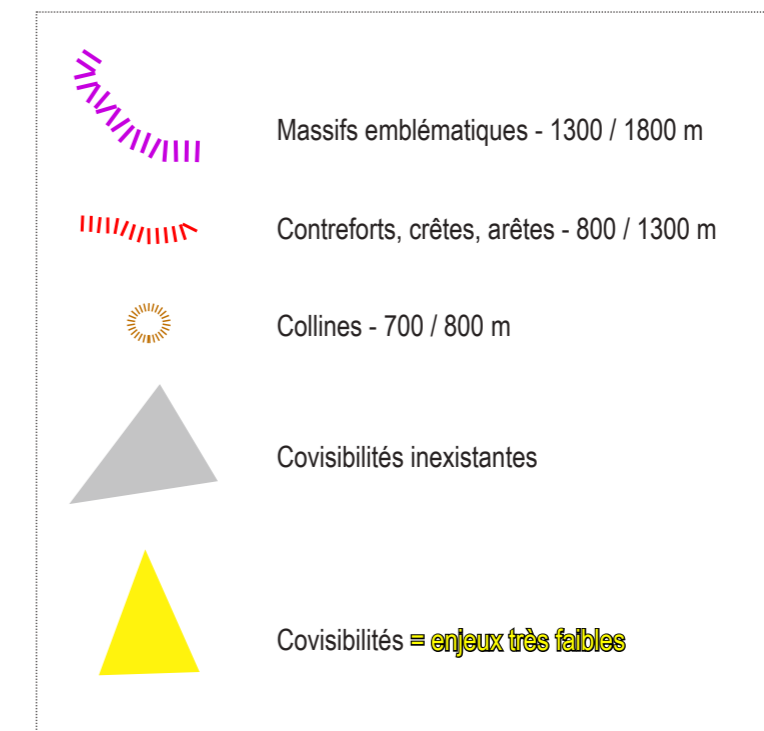 Massifs emblématiques - 1300 / 1800 m
Contreforts, crêtes, arêtes - 800 / 1300 m
Collines - 700 / 800 m
Covisibilités inexistantes
Covisibilités = enjeux très faibles